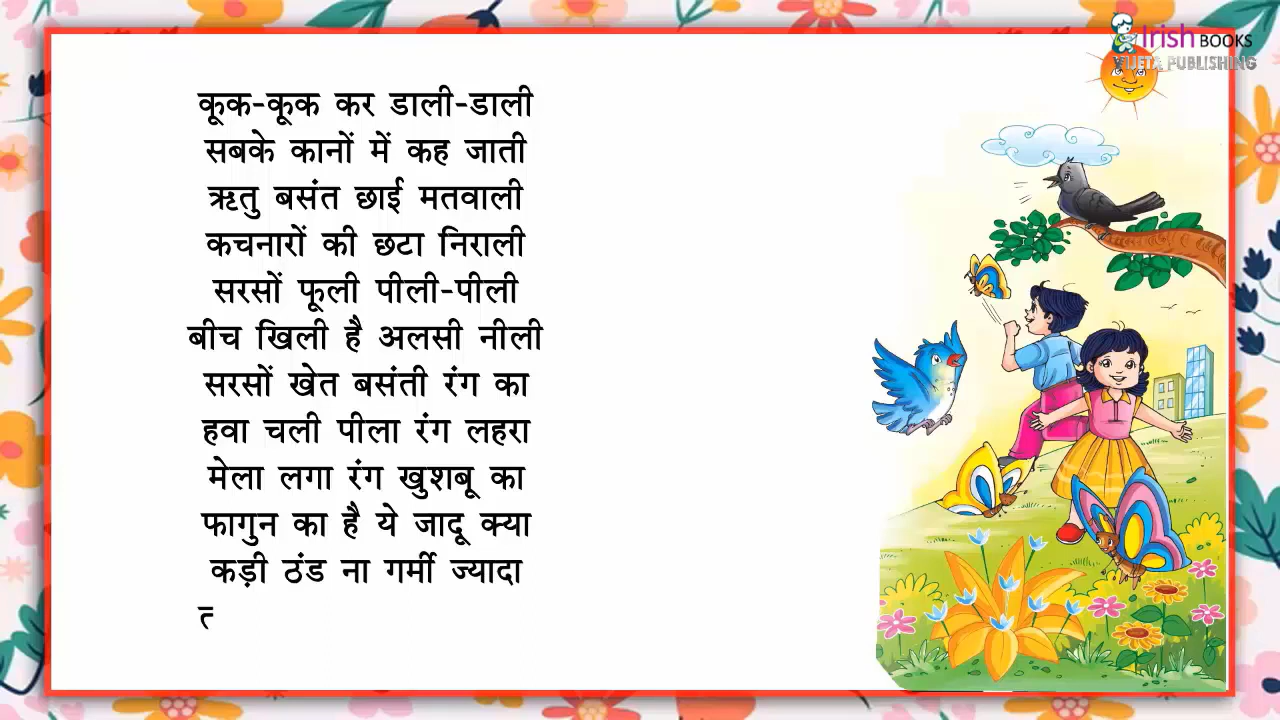 कूक-कूक कर डाली-डाली
सबके कानों में कह जाती
ऋतु बसंत छाई मतवाली
कचनारों की छटा निराली
सरसों फूली पीली-पीली
बीच खिली है अलसी नीली
सरसों खेत बसंती रंग का
हवा चली पीला रंग लहरा
मेला लगा रंग खुशबू का
फागुन का है ये जादू क्या
कड़ी ठंड ना गर्मी ज्यादा
Irish BOOKS
PUBLISHING